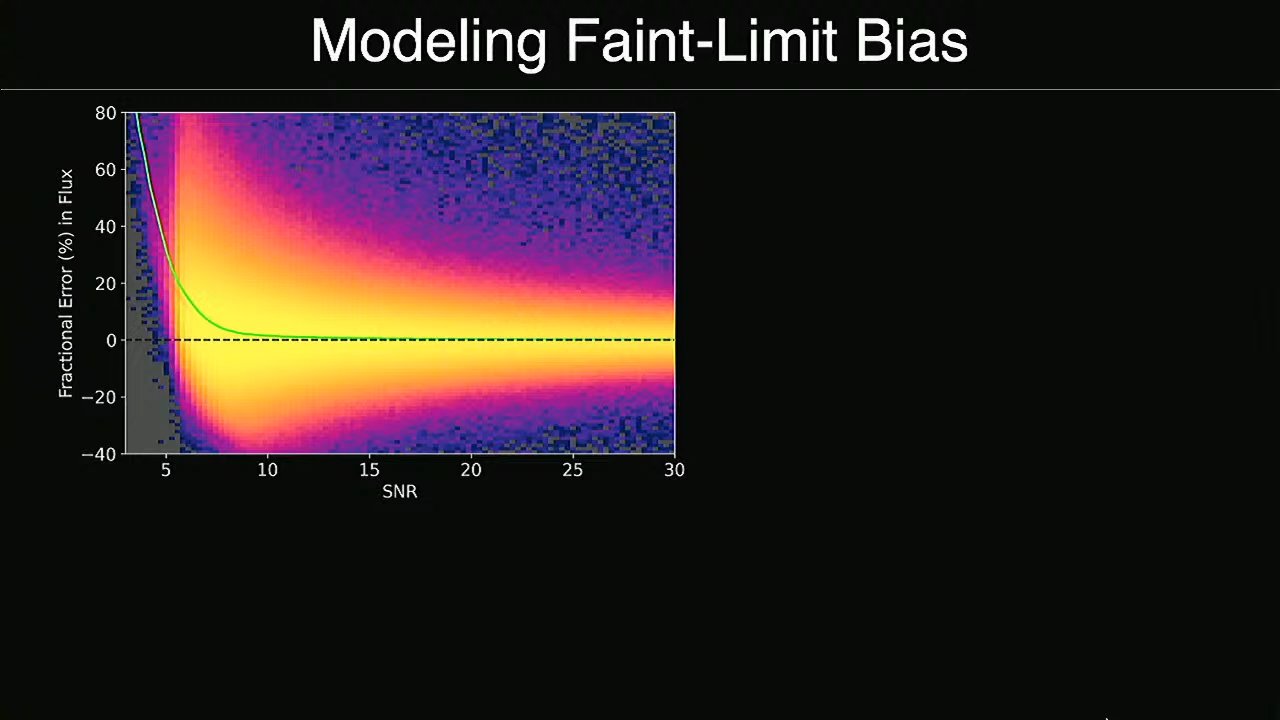 Modeling Faint-Limit Bias
80
60
40
20
0
−20
−40
Fractional Error (%) in Flux
5 10 15 20 25 30
SNR